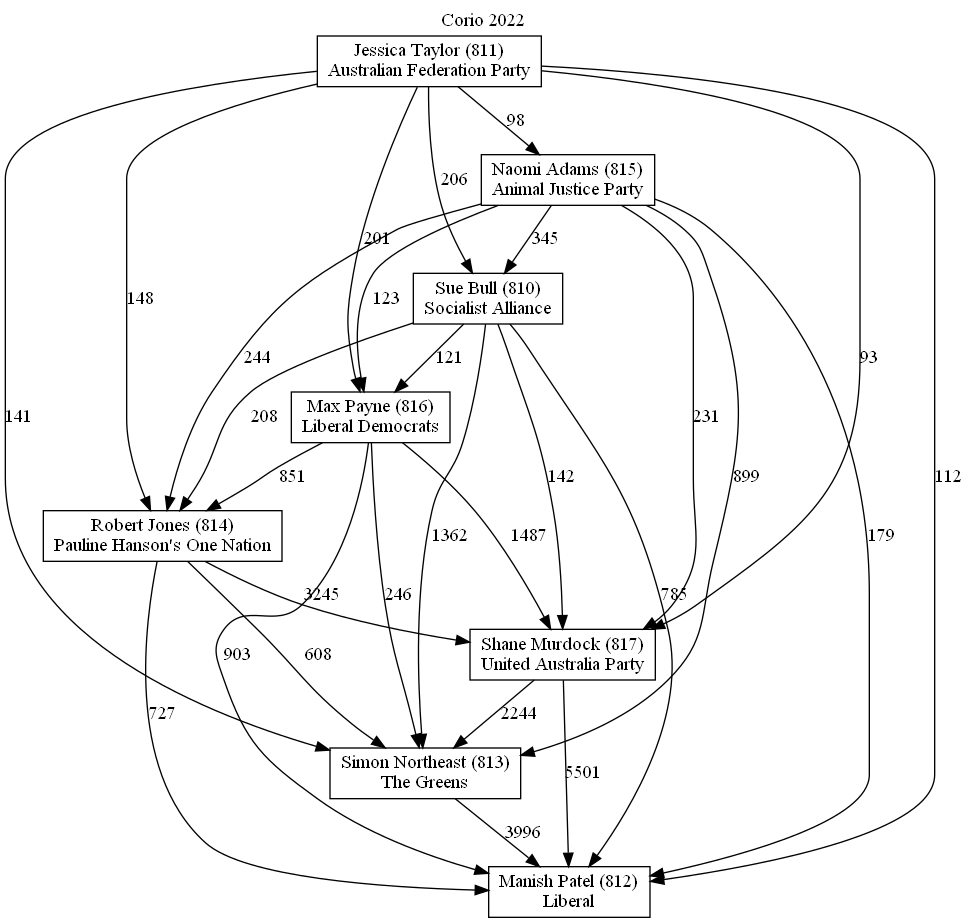 Corio 2022
Jessica Taylor (811)
Australian Federation Party
98
Naomi Adams (815)
Animal Justice Party
206
201
345
Sue Bull (810)
Socialist Alliance
148
123
244
121
93
Max Payne (816)
Liberal Democrats
141
208
231
851
142
899
112
Robert Jones (814)
Pauline Hanson's One Nation
1362
1487
179
3245
246
785
Shane Murdock (817)
United Australia Party
903
608
727
2244
Simon Northeast (813)
The Greens
5501
3996
Manish Patel (812)
Liberal